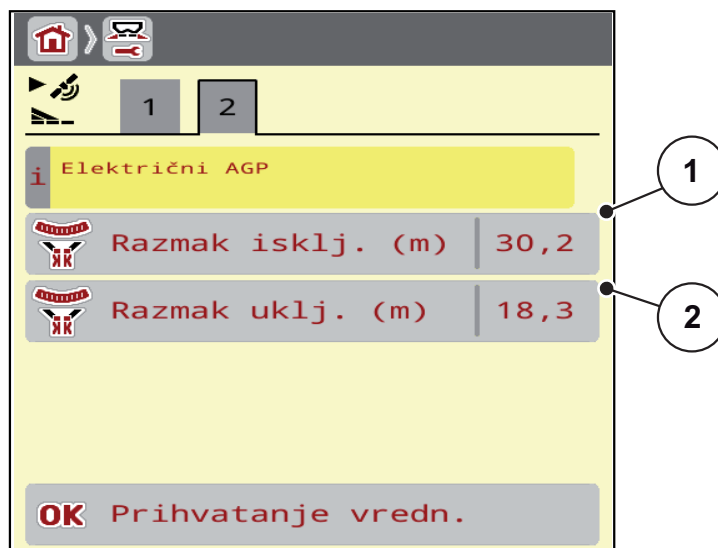 1 2
i Električni AGP
Razmak isklj. (m) 30,2
Razmak uklj. (m) 18,3
OK Prihvatanje vredn.
1
2